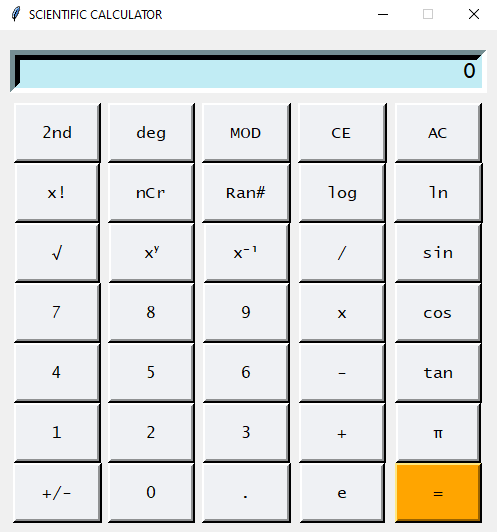 SCIENTIFIC CALCULATOR
0
2nd deg MOD CE AC
x! nCr Ran# log ln
√ xʸ x⁻¹ / sin
7 8 9 x cos
4 5 6 - tan
1 2 3 + π
+/- 0 . e =